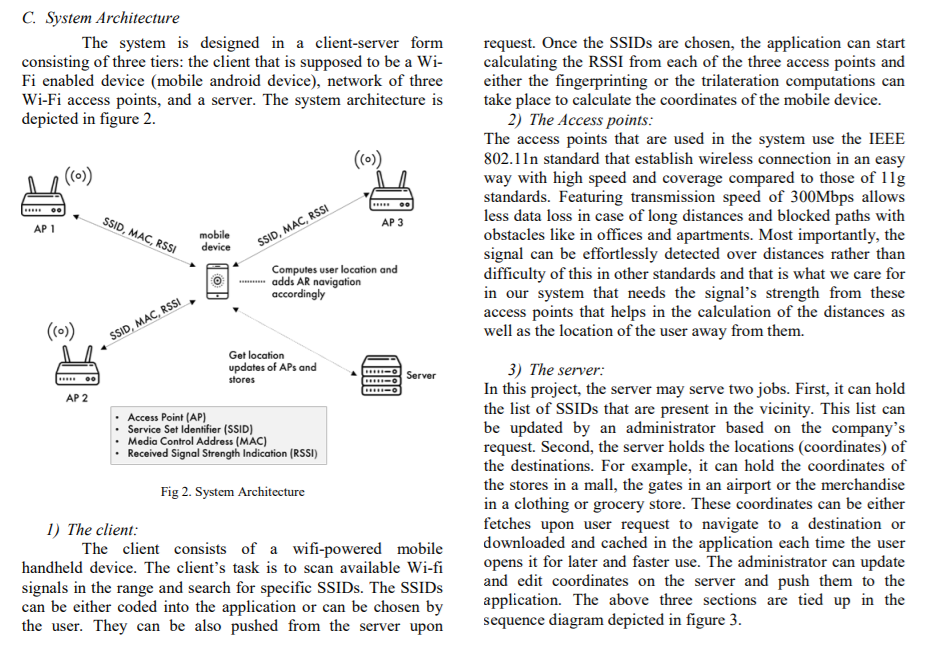 C. System Architecture
The system is designed in a client-server form
consisting of three tiers: the client that is supposed to be a Wi-
Fi enabled device (mobile android device), network of three
Wi-Fi access points, and a server. The system architecture is
depicted in figure 2.
AP 1
SSID, MAC, RSSI
mobile
device
SSID, MAC, RSSI
AP 3
Computes user location and
adds AR navigation
accordingly
SSID, MAC, RSSI
AP 2
Get location
updates of APs and
stores
Server
• Access Point (AP)
• Service Set Identifier (SSID)
• Media Control Address (MAC)
• Received Signal Strength Indication (RSSI)
Fig 2. System Architecture
1) The client:
The client consists of a wifi-powered mobile
handheld device. The client's task is to scan available Wi-fi
signals in the range and search for specific SSIDs. The SSIDs
can be either coded into the application or can be chosen by
the user. They can be also pushed from the server upon
request. Once the SSIDs are chosen, the application can start
calculating the RSSI from each of the three access points and
either the fingerprinting or the trilateration computations can
take place to calculate the coordinates of the mobile device.
2) The Access points:
The access points that are used in the system use the IEEE
802.11n standard that establish wireless connection in an easy
way with high speed and coverage compared to those of 11g
standards. Featuring transmission speed of 300Mbps allows
less data loss in case of long distances and blocked paths with
obstacles like in offices and apartments. Most importantly, the
signal can be effortlessly detected over distances rather than
difficulty of this in other standards and that is what we care for
in our system that needs the signal's strength from these
access points that helps in the calculation of the distances as
well as the location of the user away from them.
3) The server:
In this project, the server may serve two jobs. First, it can hold
the list of SSIDs that are present in the vicinity. This list can
be updated by an administrator based on the company's
request. Second, the server holds the locations (coordinates) of
the destinations. For example, it can hold the coordinates of
the stores in a mall, the gates in an airport or the merchandise
in a clothing or grocery store. These coordinates can be either
fetches upon user request to navigate to a destination or
downloaded and cached in the application each time the user
opens it for later and faster use. The administrator can update
and edit coordinates on the server and push them to the
application. The above three sections are tied up in the
sequence diagram depicted in figure 3.